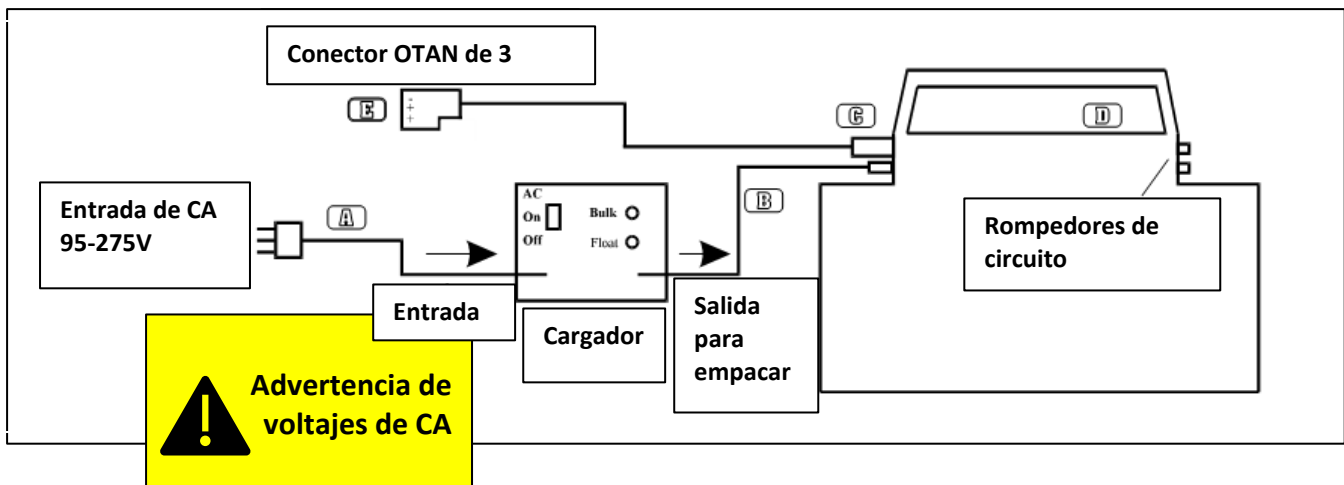 Conector OTAN de 3
E
-
+
+
C
D
Entrada de CA
95-275V
A
AC
On
Off
Bulk
Float
B
Rompedores de
circuito
Entrada
Cargador
Salida
para
empacar
Advertencia de
voltajes de CA